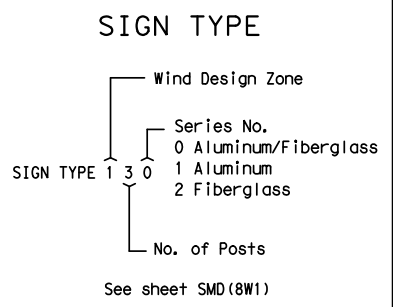 SIGN TYPE
Wind Design Zone
Series No.
0 Aluminum/Fiberglass
1 Aluminum
2 Fiberglass
SIGN TYPE 1 3 0
No. of Posts
See sheet SMD(8W1)